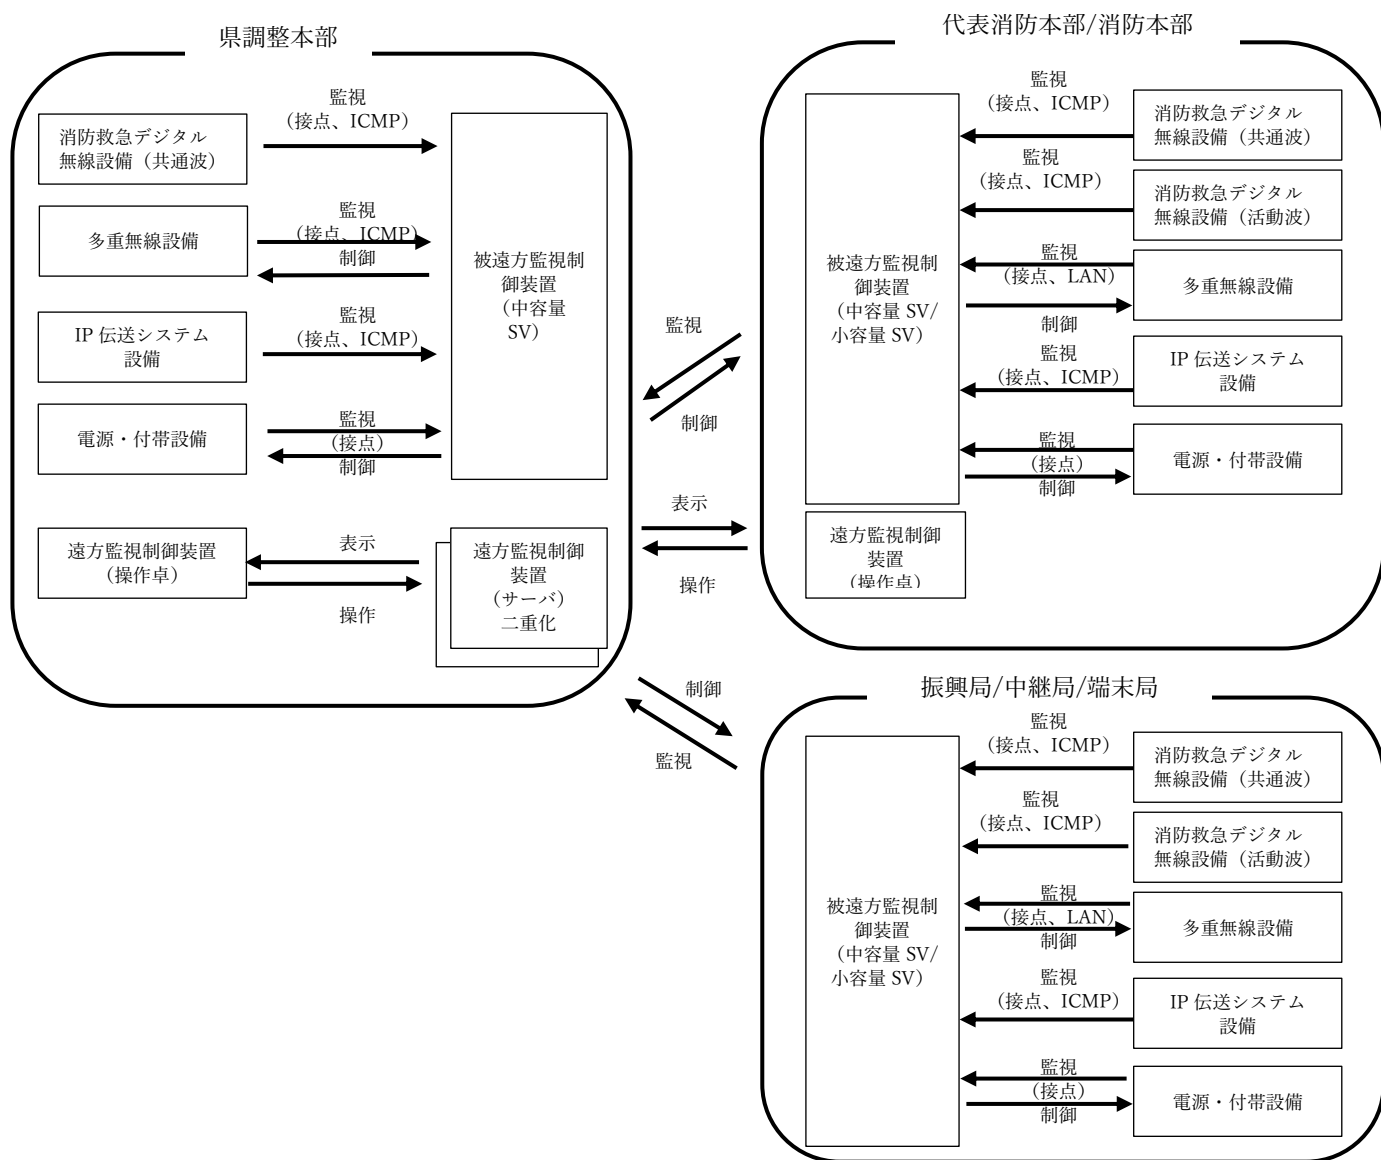 県調整本部
監視
(接点、ICMP)
消防救急デジタル
無線設備（共通波）
監視
(接点、ICMP)
制御
多重無線設備
監視
(接点、ICMP)
IP 伝送システム
設備
監視
(接点)
制御
電源・付帯設備
被遠方監視制
御装置
（中容量
SV）
遠方監視制御装置
（操作卓）
表示
操作
遠方監視制御
装置
（サーバ）
二重化
監視
制御
表示
操作
制御
監視
代表消防本部/消防本部
被遠方監視制
御装置
（中容量 SV/
小容量 SV）
監視
（接点、ICMP）
消防救急デジタル
無線設備（共通波）
監視
（接点、ICMP）
消防救急デジタル
無線設備（活動波）
監視
（接点、LAN）
制御
多重無線設備
監視
（接点、ICMP）
IP 伝送システム
設備
監視
（接点）
制御
電源・付帯設備
遠方監視制御
装置
（操作卓）
振興局/中継局/端末局
被遠方監視制
御装置
（中容量 SV/
小容量 SV）
監視
（接点、ICMP）
消防救急デジタル
無線設備（共通波）
監視
（接点、ICMP）
消防救急デジタル
無線設備（活動波）
監視
（接点、LAN）
制御
多重無線設備
監視
（接点、ICMP）
IP 伝送システム
設備
監視
（接点）
制御
電源・付帯設備